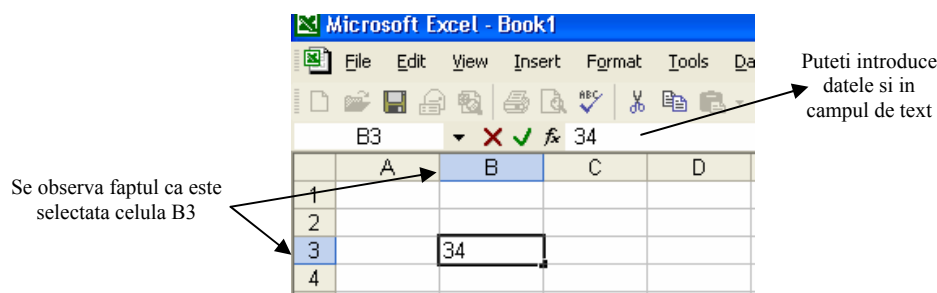 Microsoft Excel - Book1
File Edit View Insert Format Tools Da
ABC
B3 fx 34
A B C D
1
2
3 34
4
Puteti introduce
datele si in
campul de text
Se observa faptul ca este
selectata celula B3